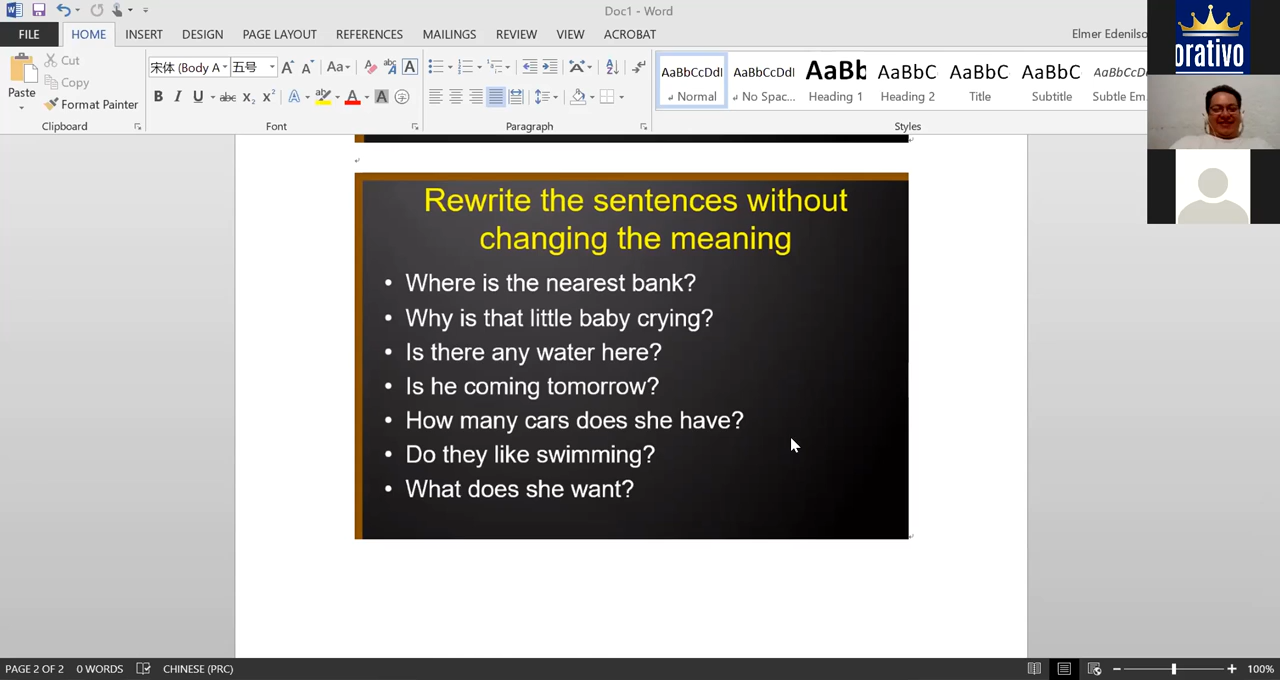 Doc1 - Word
FILE HOME INSERT DESIGN PAGE LAYOUT REFERENCES MAILINGS REVIEW VIEW ACROBAT
Elmer Edenilso
orativo
Paste
Cut
Copy
Format Painter
Clipboard
宋体 (Body A 五号
Font
Paragraph
AaBbCcDdI AaBbCcDdI AaBb AaBbC AaBbC AaBbC AaBbCcD
Normal No Spac... Heading 1 Heading 2 Title Subtitle Subtle Em
Styles
Rewrite the sentences without
changing the meaning
• Where is the nearest bank?
• Why is that little baby crying?
• Is there any water here?
• Is he coming tomorrow?
• How many cars does she have?
• Do they like swimming?
• What does she want?
PAGE 2 OF 2 0 WORDS CHINESE (PRC) 100%